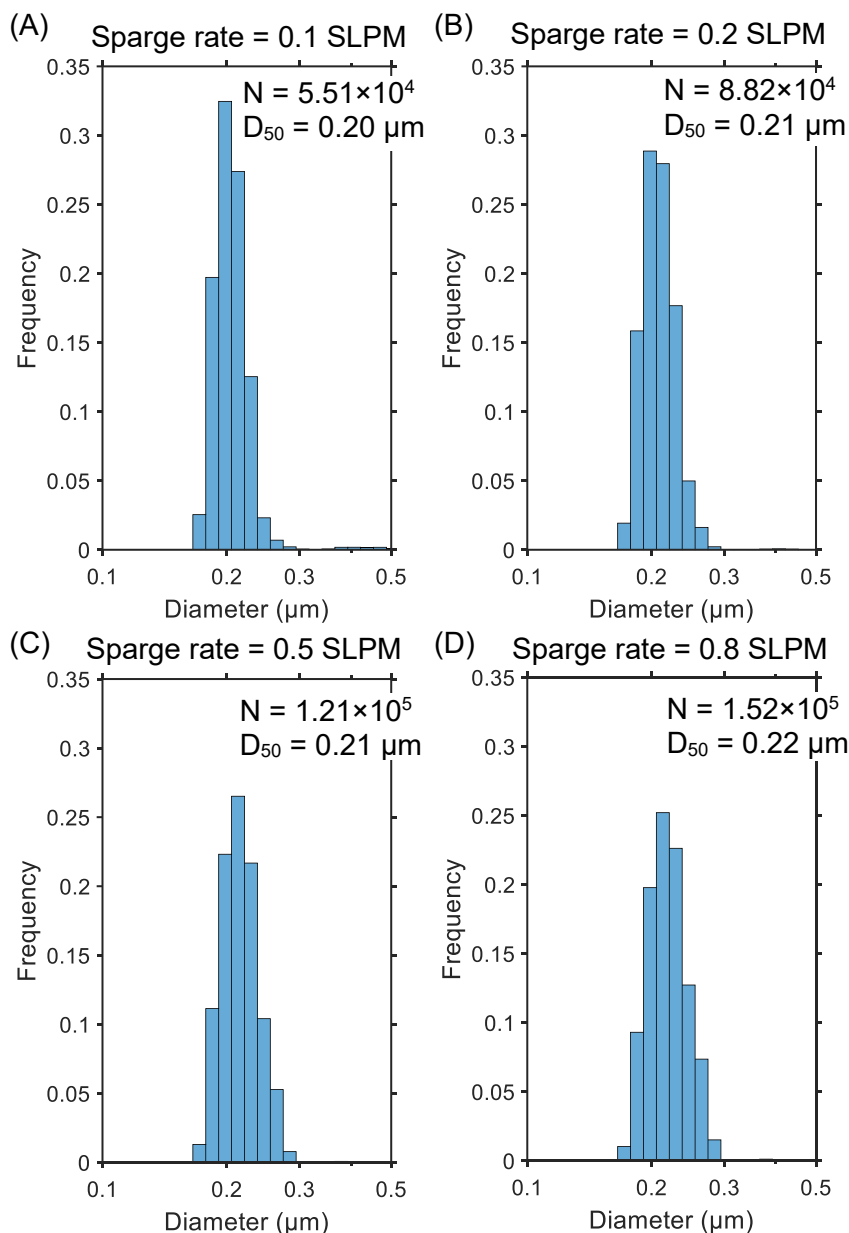 (A)
Sparge rate = 0.1 SLPM
N = 5.51×10⁴
D₅₀ = 0.20 µm
0.35
0.3
0.25
0.2
0.15
0.1
0.05
0
Frequency
0.1
0.2
0.3
0.5
Diameter (µm)
(B)
Sparge rate = 0.2 SLPM
N = 8.82×10⁴
D₅₀ = 0.21 µm
0.35
0.3
0.25
0.2
0.15
0.1
0.05
0
Frequency
0.1
0.2
0.3
0.5
Diameter (µm)
(C)
Sparge rate = 0.5 SLPM
N = 1.21×10⁵
D₅₀ = 0.21 µm
0.35
0.3
0.25
0.2
0.15
0.1
0.05
0
Frequency
0.1
0.2
0.3
0.5
Diameter (µm)
(D)
Sparge rate = 0.8 SLPM
N = 1.52×10⁵
D₅₀ = 0.22 µm
0.35
0.3
0.25
0.2
0.15
0.1
0.05
0
Frequency
0.1
0.2
0.3
0.5
Diameter (µm)